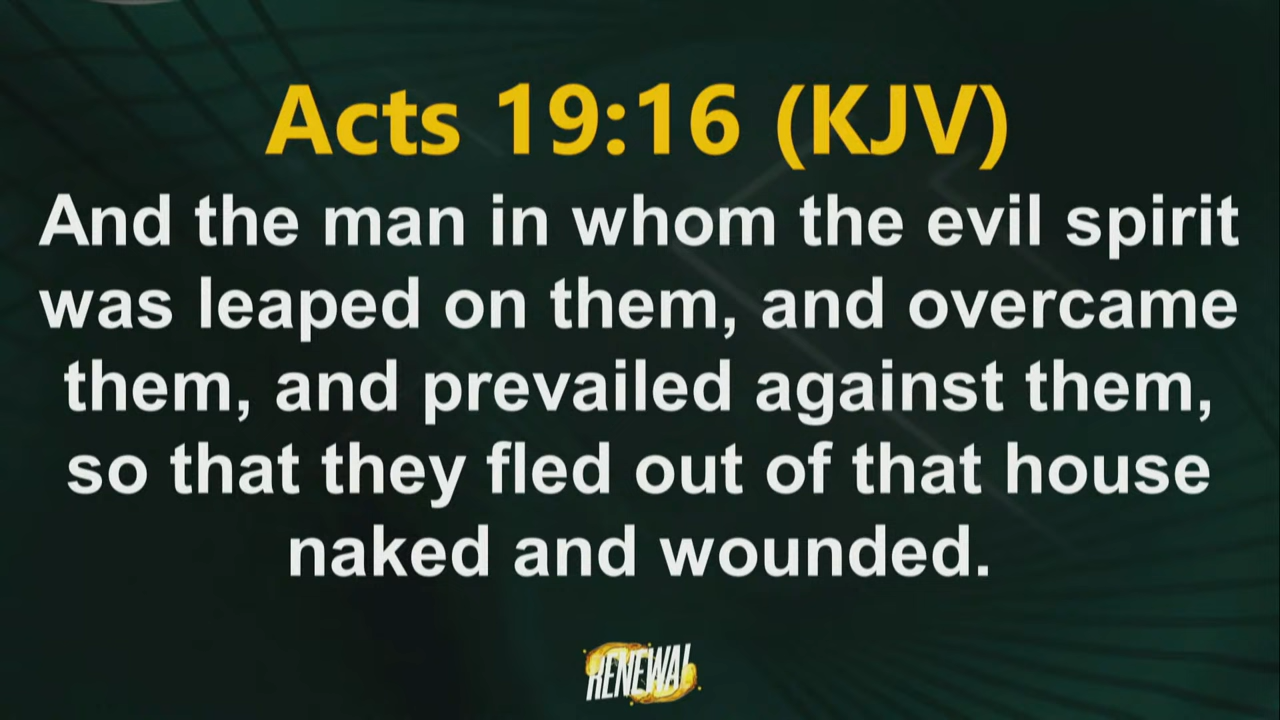 Acts 19:16 (KJV)
And the man in whom the evil spirit
was leaped on them, and overcame
them, and prevailed against them,
so that they fled out of that house
naked and wounded.
RENEWAL